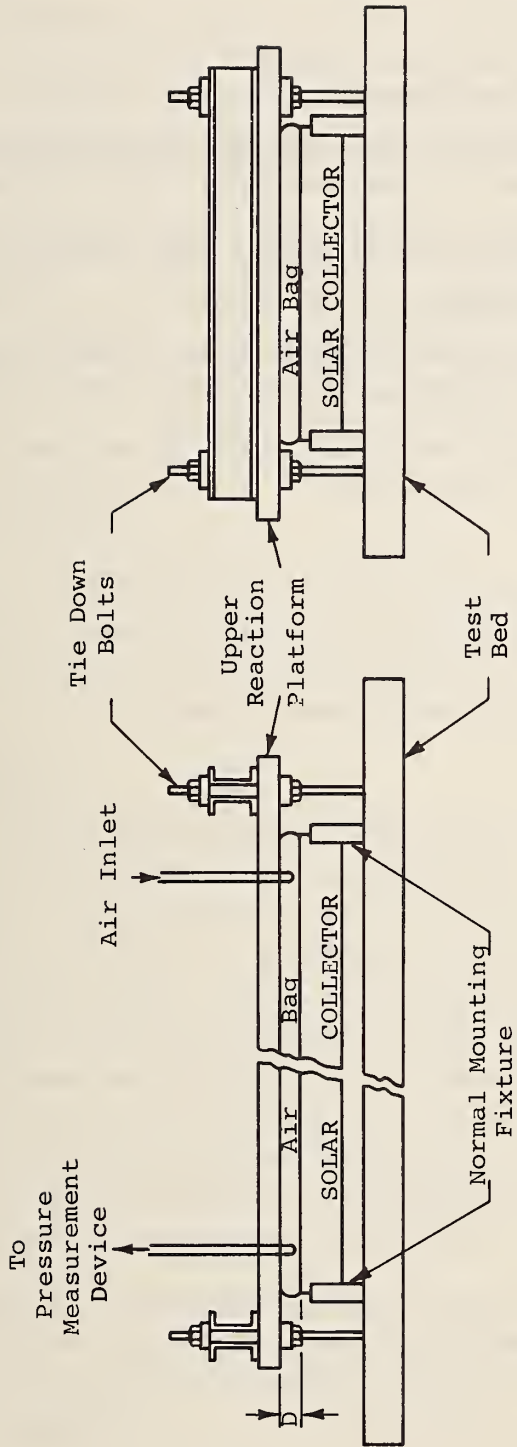 To
Pressure
Measurement
Device
Air Inlet
Tie Down
Bolts
Upper
Reaction
Platform
D
Air
Bag
SOLAR
COLLECTOR
Air Bag
SOLAR COLLECTOR
Normal Mounting
Fixture
Test
Bed